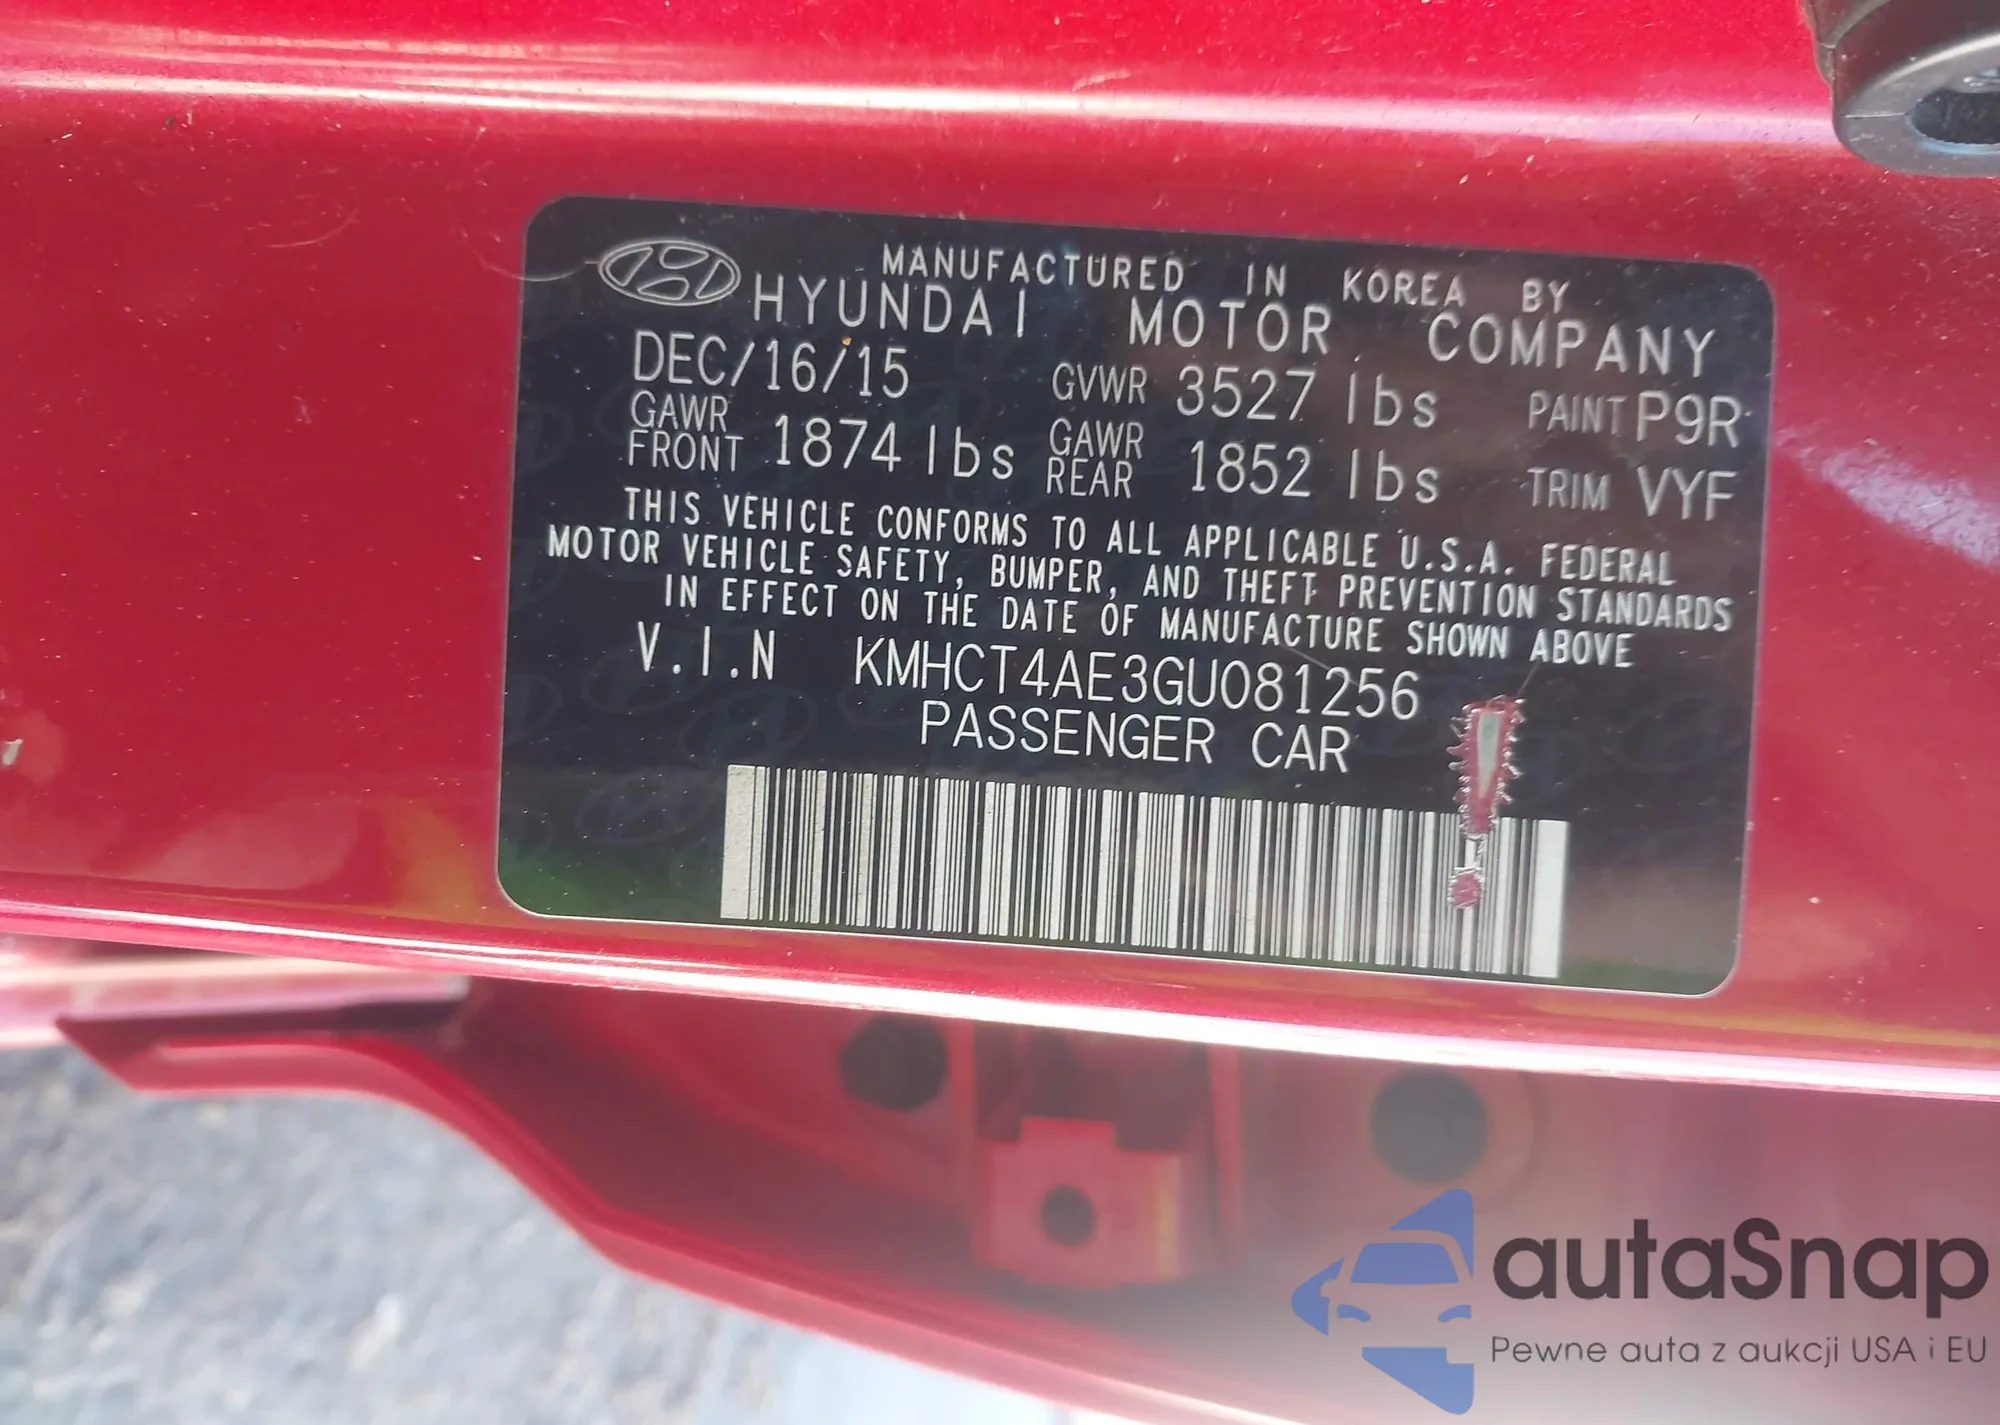 MANUFACTURED IN KOREA BY
HYUNDAI MOTOR COMPANY
DEC/16/15 GVWR 3527 lbs PAINT P9R
GAWR FRONT 1874 lbs GAWR REAR 1852 lbs TRIM VYF
THIS VEHICLE CONFORMS TO ALL APPLICABLE U.S.A. FEDERAL
MOTOR VEHICLE SAFETY, BUMPER, AND THEFT PREVENTION STANDARDS
IN EFFECT ON THE DATE OF MANUFACTURE SHOWN ABOVE
V.I.N KMHCT4AE3GU081256
PASSENGER CAR
autaSnap
Pewne auta z aukcji USA i EU